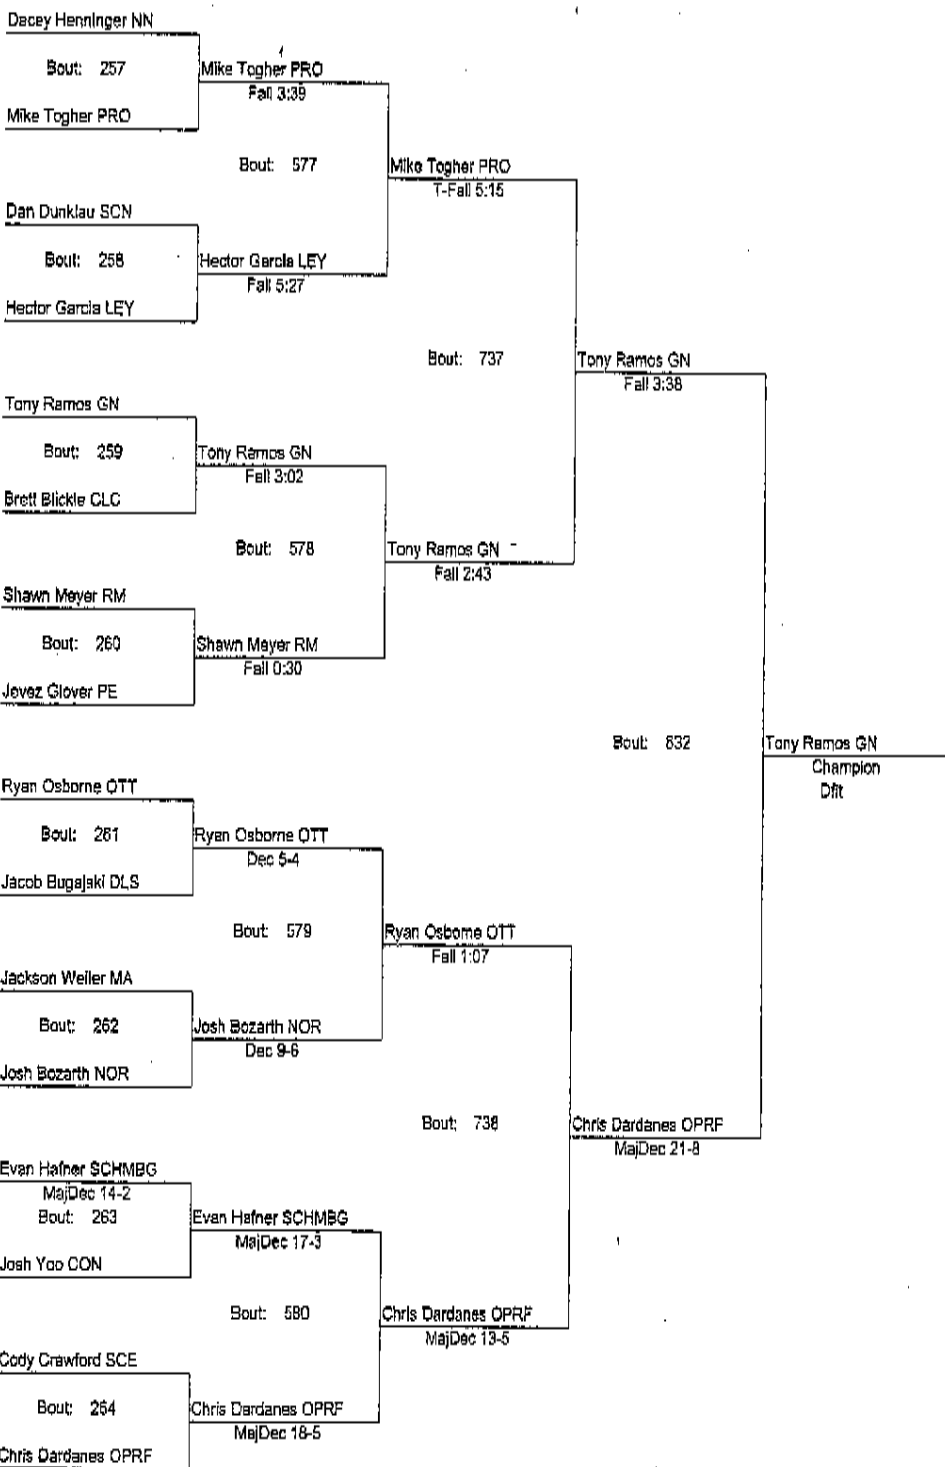 Dacey Henninger NN
Bout: 257
Mike Togher PRO
Fall 3:39
Mike Togher PRO
Bout: 577
Mike Togher PRO
T-Fall 5:15
Dan Dunklau SCN
Bout: 258
Hector Garcia LEY
Fall 5:27
Hector Garcia LEY
Bout: 737
Tony Ramos GN
Fall 3:38
Tony Ramos GN
Bout: 259
Tony Ramos GN
Fall 3:02
Brett Blickle CLC
Bout: 578
Tony Ramos GN
Fall 2:43
Shawn Meyer RM
Bout: 260
Shawn Meyer RM
Fall 0:30
Jevez Glover PE
Bout: 832
Tony Ramos GN
Champion
Dflt
Ryan Osborne OTT
Bout: 261
Ryan Osborne OTT
Dec 5-4
Jacob Bugajski DLS
Bout: 579
Ryan Osborne OTT
Fall 1:07
Jackson Weiler MA
Bout: 262
Josh Bozarth NOR
Dec 9-6
Josh Bozarth NOR
Bout: 738
Chris Dardanes OPRF
MajDec 21-8
Evan Hafner SCHMBG
MajDec 14-2
Bout: 263
Evan Hafner SCHMBG
MajDec 17-3
Josh Yoo CON
Bout: 580
Chris Dardanes OPRF
MajDec 13-5
Cody Crawford SCE
Bout: 264
Chris Dardanes OPRF
MajDec 18-5
Chris Dardanes OPRF